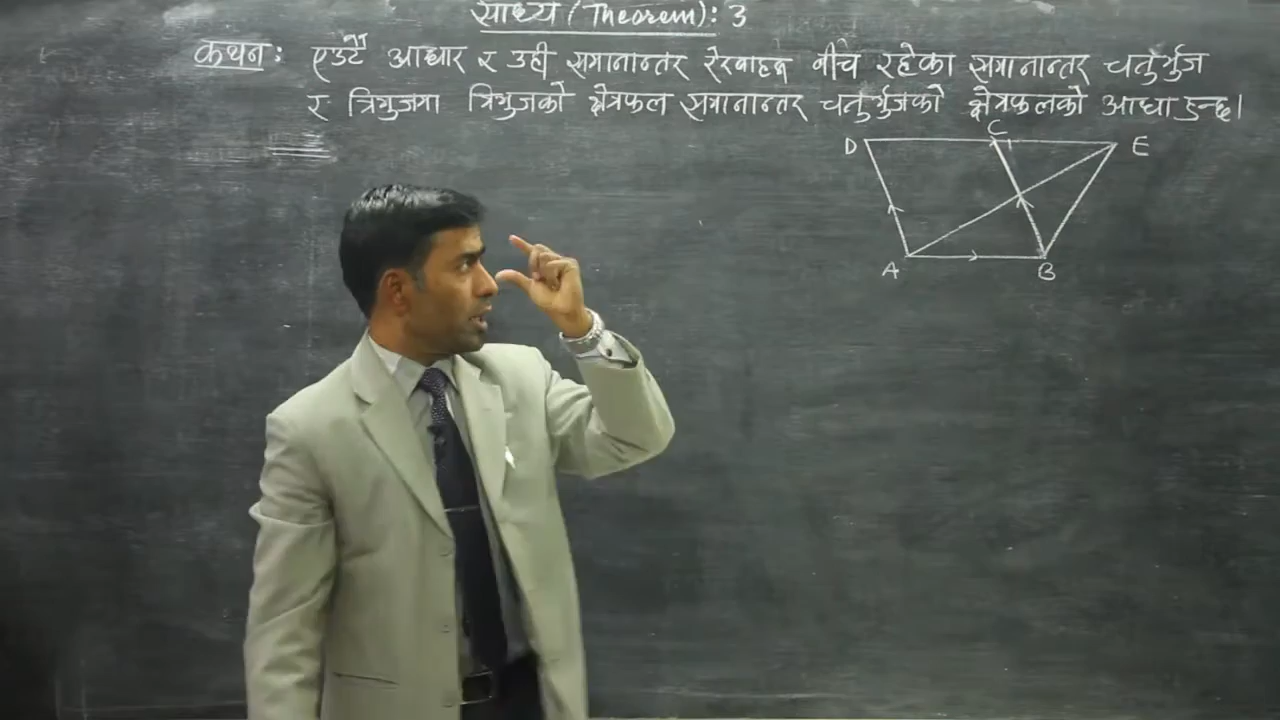 साध्य (Theorem): 3
कथन: एउटै आधार र उही समानान्तर रेखाहरू बीच रहेका समानान्तर चतुर्भुज
र त्रिभुजमा त्रिभुजको क्षेत्रफल समानान्तर चतुर्भुजको क्षेत्रफलको आधा हुन्छ।
D C E
A B